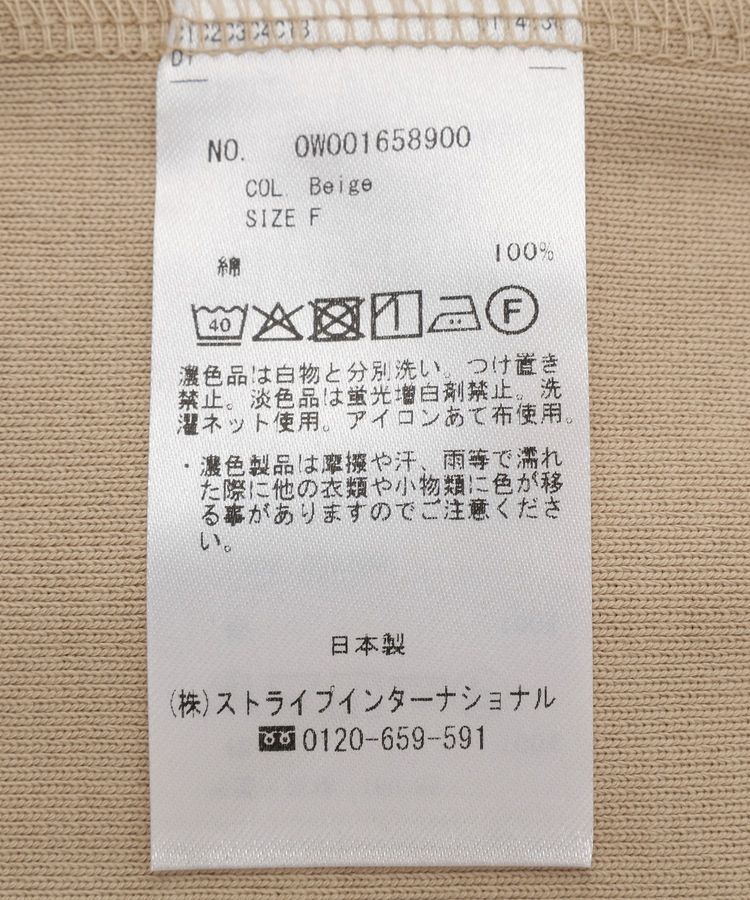 NO. 0W001658900
COL Beige
SIZE F
綿 100%
40 F
濃色品は白物と分別洗い。つけ置き
禁止。淡色品は蛍光増白剤禁止。洗
濯ネット使用。アイロンあて布使用。
・濃色製品は摩擦や汗、雨等で濡れ
た際に他の衣類や小物類に色が移
る事がありますのでご注意くださ
い。
日本製
(株)ストライプインターナショナル
0120-659-591